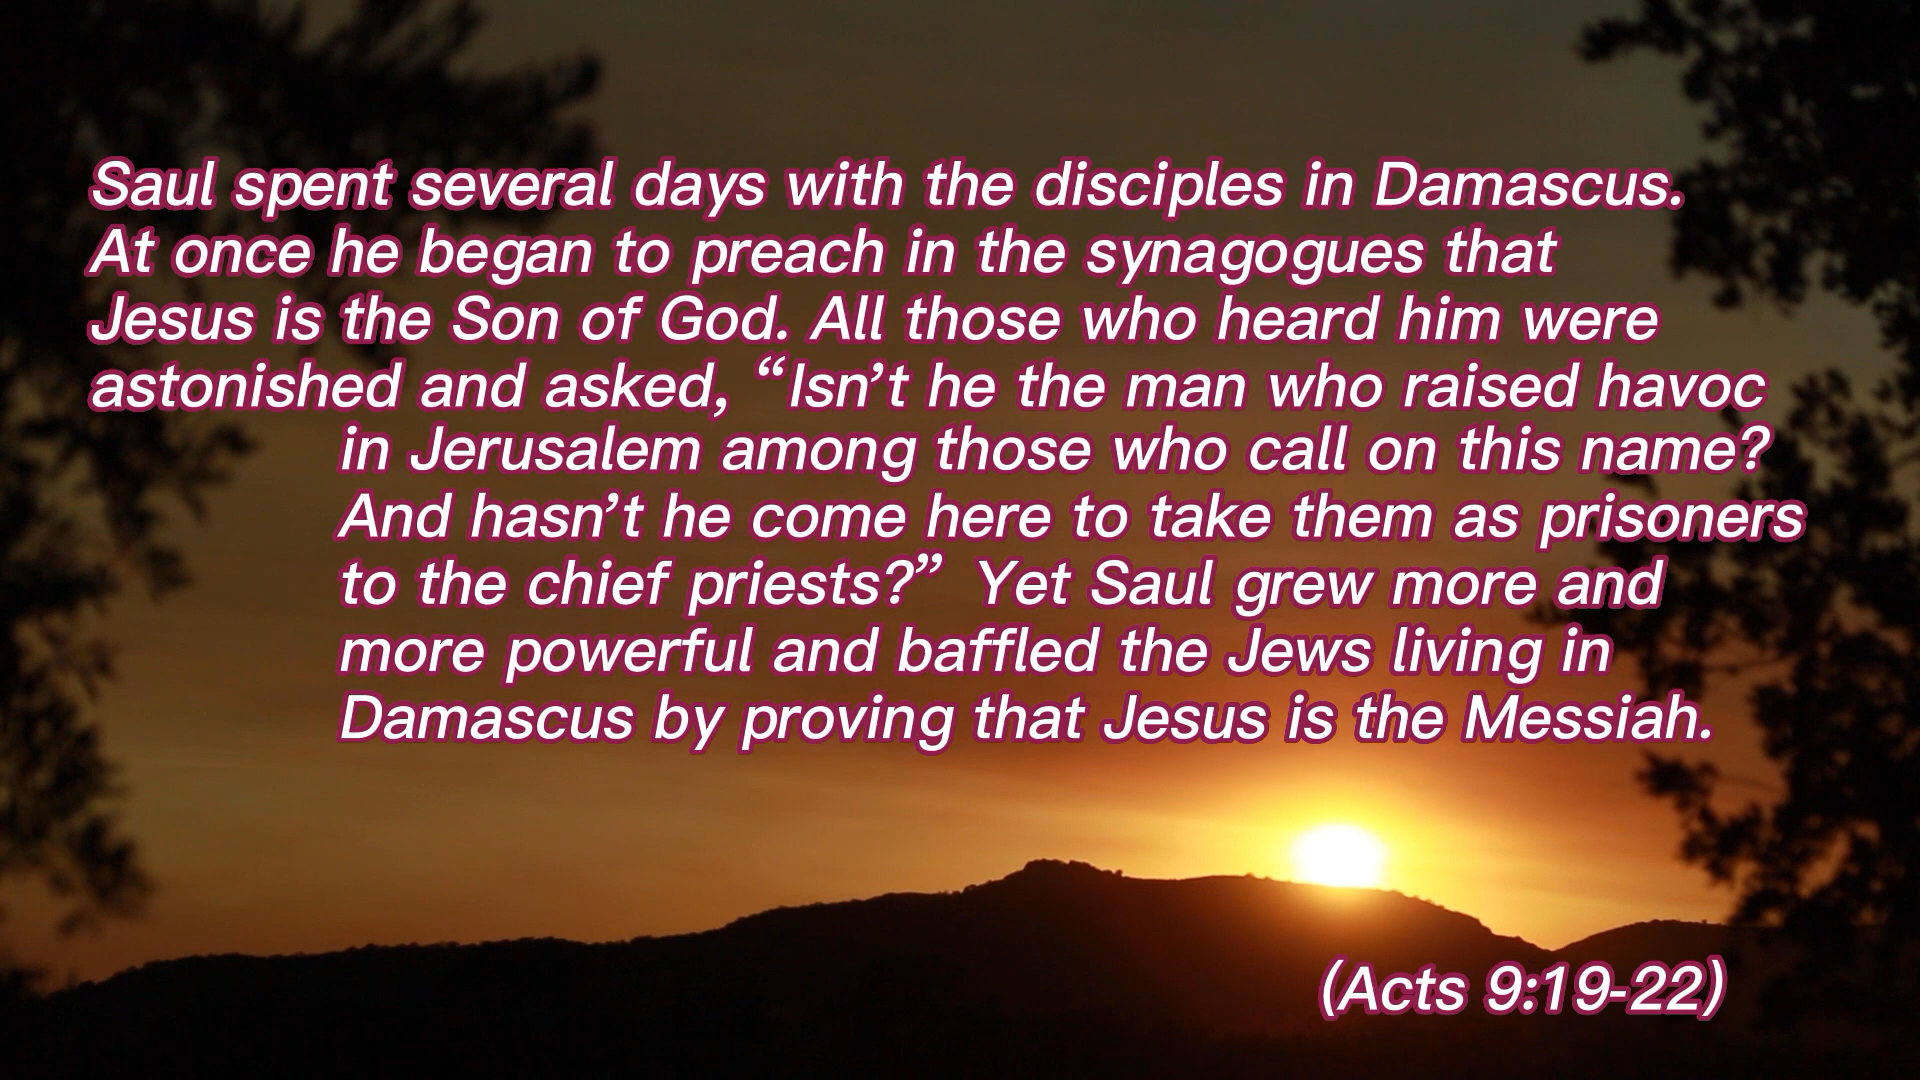 Saul spent several days with the disciples in Damascus.
At once he began to preach in the synagogues that
Jesus is the Son of God. All those who heard him were
astonished and asked, “Isn’t he the man who raised havoc
in Jerusalem among those who call on this name?
And hasn’t he come here to take them as prisoners
to the chief priests?” Yet Saul grew more and
more powerful and baffled the Jews living in
Damascus by proving that Jesus is the Messiah.
(Acts 9:19-22)